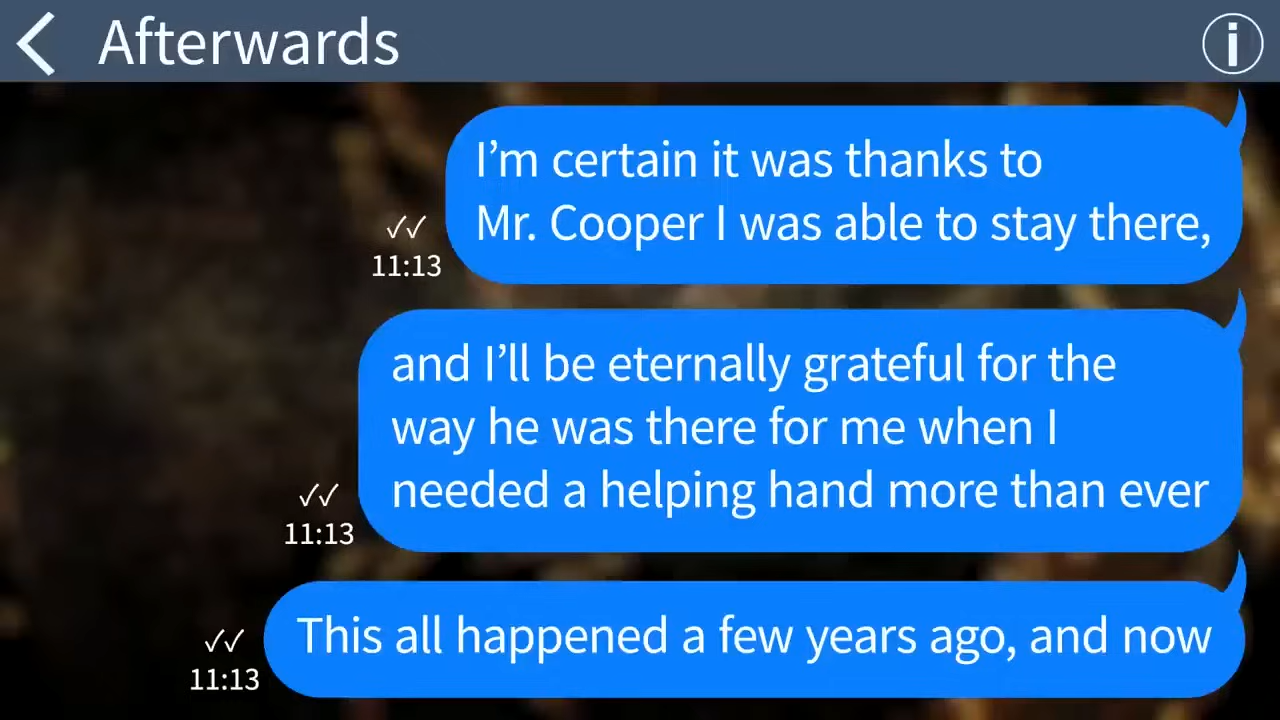 Afterwards
I’m certain it was thanks to
Mr. Cooper I was able to stay there,
11:13
and I’ll be eternally grateful for the
way he was there for me when I
needed a helping hand more than ever
11:13
This all happened a few years ago, and now
11:13